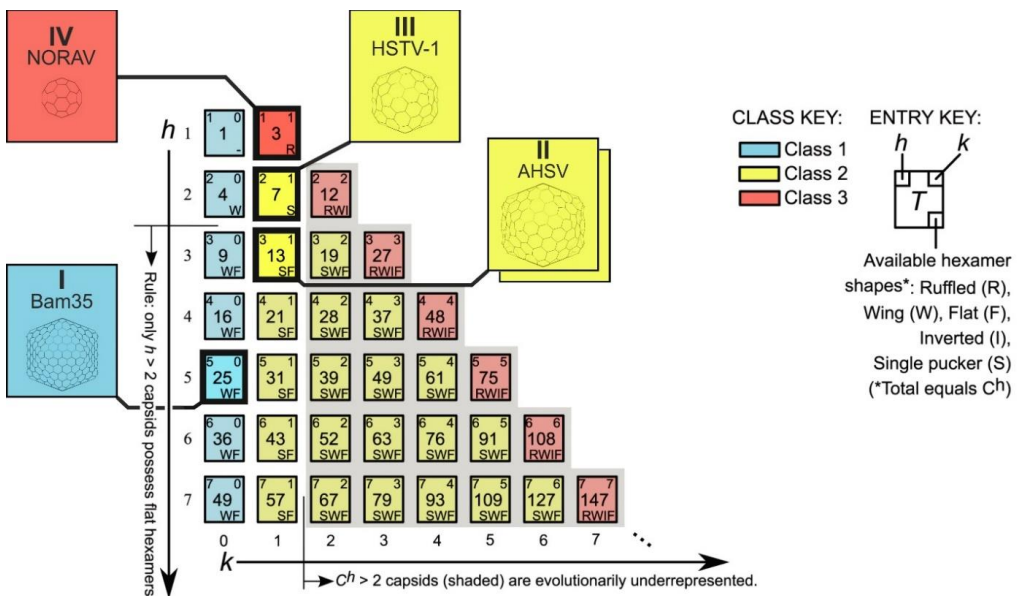 IV
NORAV
III
HSTV-1
II
AHSV
I
Bam35
CLASS KEY:
Class 1
Class 2
Class 3
ENTRY KEY:
h
k
T
Available hexamer
shapes*: Ruffled (R),
Wing (W), Flat (F),
Inverted (I),
Single pucker (S)
(*Total equals Cʰ)
h
1
1 0
1
-
1 1
3
R
2
2 0
4
W
2 1
7
S
2 2
12
RWI
3
3 0
9
WF
3 1
13
SF
3 2
19
SWF
3 3
27
RWIF
4
4 0
16
WF
4 1
21
SF
4 2
28
SWF
4 3
37
SWF
4 4
48
RWIF
5
5 0
25
WF
5 1
31
SF
5 2
39
SWF
5 3
49
SWF
5 4
61
SWF
5 5
75
RWIF
6
6 0
36
WF
6 1
43
SF
6 2
52
SWF
6 3
63
SWF
6 4
76
SWF
6 5
91
SWF
6 6
108
RWIF
7
7 0
49
WF
7 1
57
SF
7 2
67
SWF
7 3
79
SWF
7 4
93
SWF
7 5
109
SWF
7 6
127
SWF
7 7
147
RWIF
0 1 2 3 4 5 6 7 ...
k
Rule: only h > 2 capsids possess flat hexamers
Cʰ > 2 capsids (shaded) are evolutionarily underrepresented.